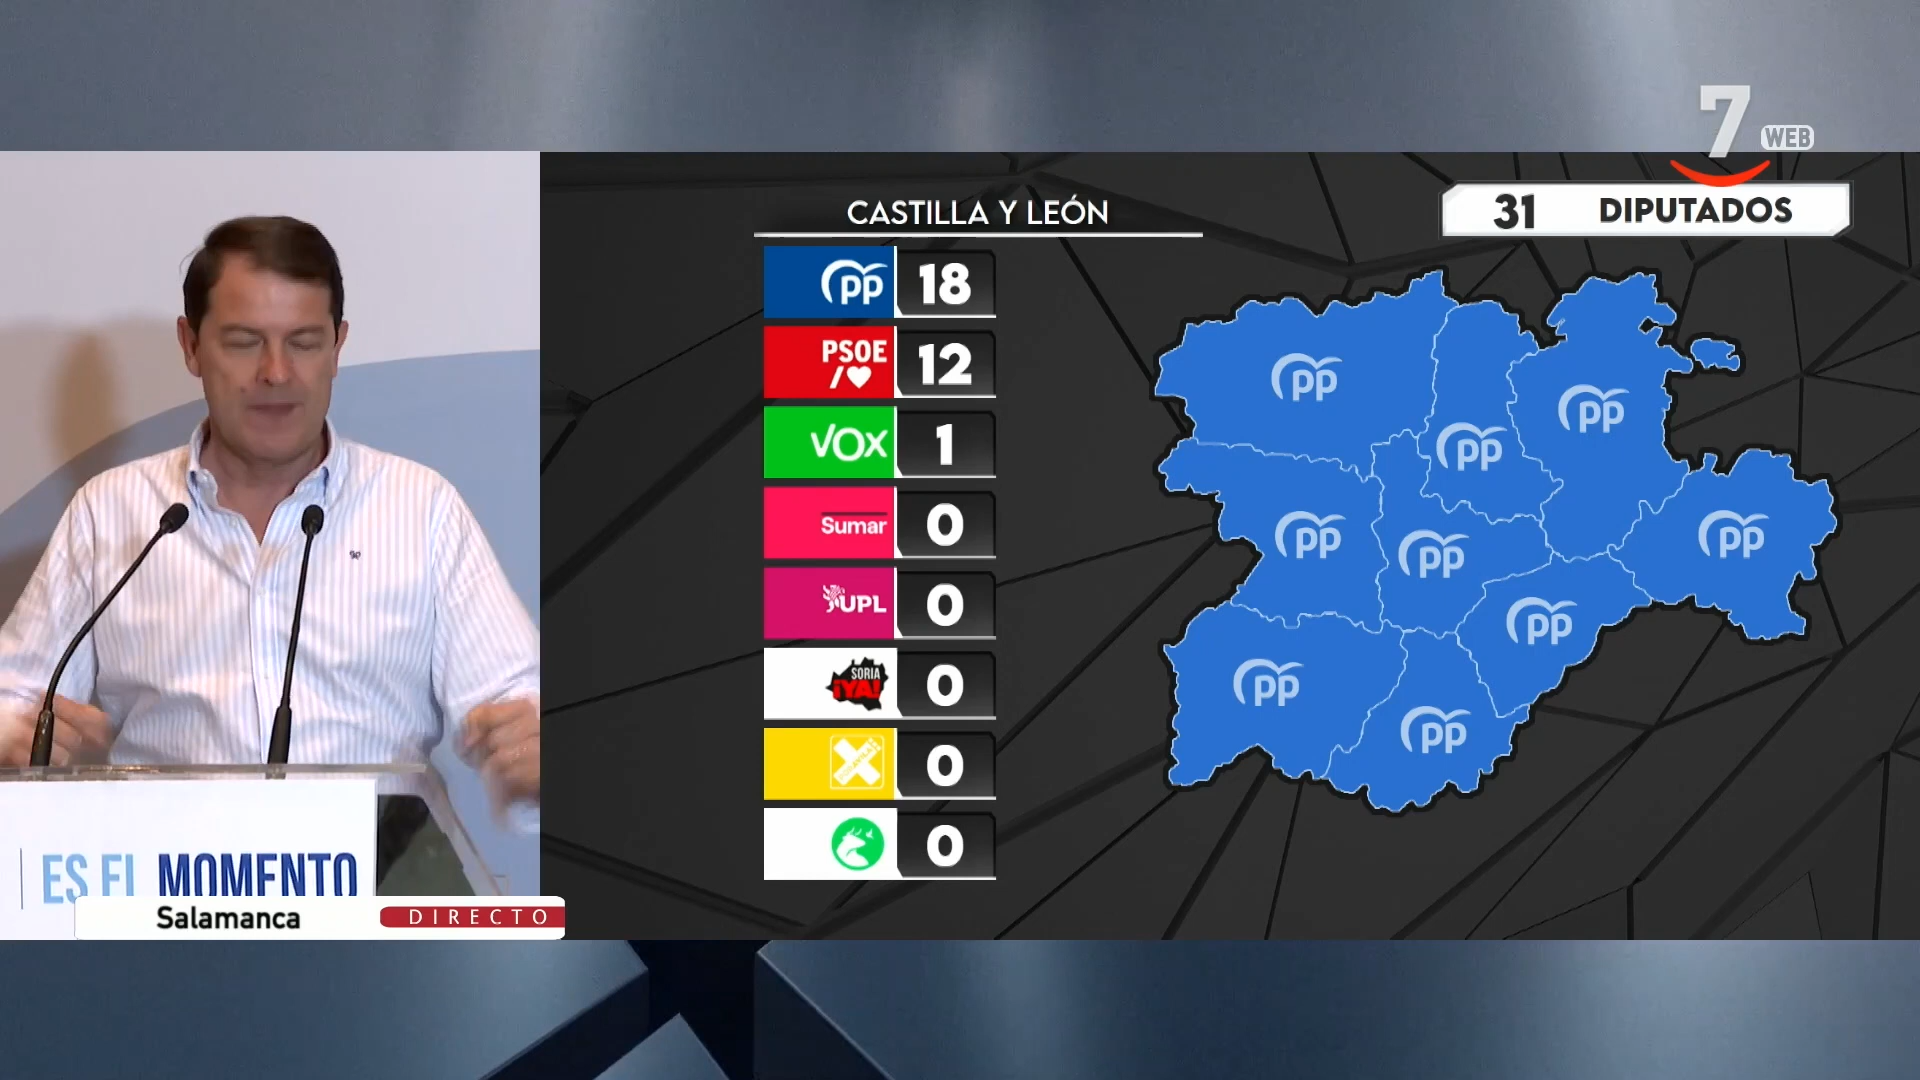 7 WEB
CASTILLA Y LEÓN
31 DIPUTADOS
pp 18
PSOE 12
VOX 1
Sumar 0
UPL 0
SORIA ¡YA! 0
0
0
pp
pp
pp
pp
pp
pp
pp
pp
pp
ES EL MOMENTO
Salamanca DIRECTO